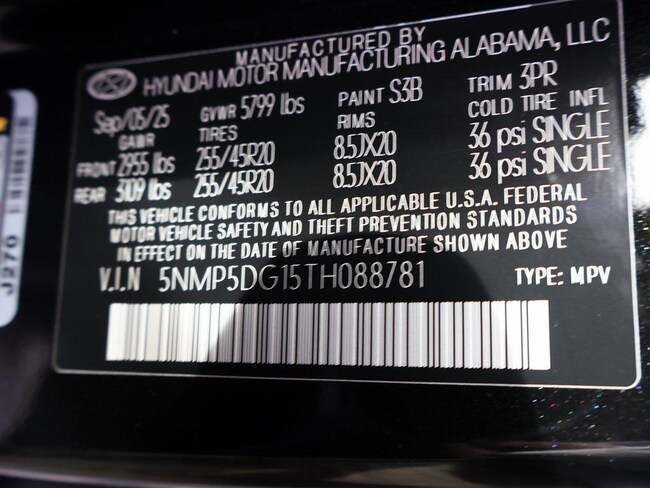 MANUFACTURED BY
HYUNDAI MOTOR MANUFACTURING ALABAMA, LLC
Sep/05/25 GVWR 5799 lbs PAINT S3B TRIM 3PR
GAWR TIRES RIMS COLD TIRE INFL
FRONT 2955 lbs 255/45R20 8.5JX20 36 psi SINGLE
REAR 3109 lbs 255/45R20 8.5JX20 36 psi SINGLE
THIS VEHICLE CONFORMS TO ALL APPLICABLE U.S.A. FEDERAL
MOTOR VEHICLE SAFETY AND THEFT PREVENTION STANDARDS
IN EFFECT ON THE DATE OF MANUFACTURE SHOWN ABOVE
V.I.N 5NMP5DG15TH088781 TYPE: MPV
J270